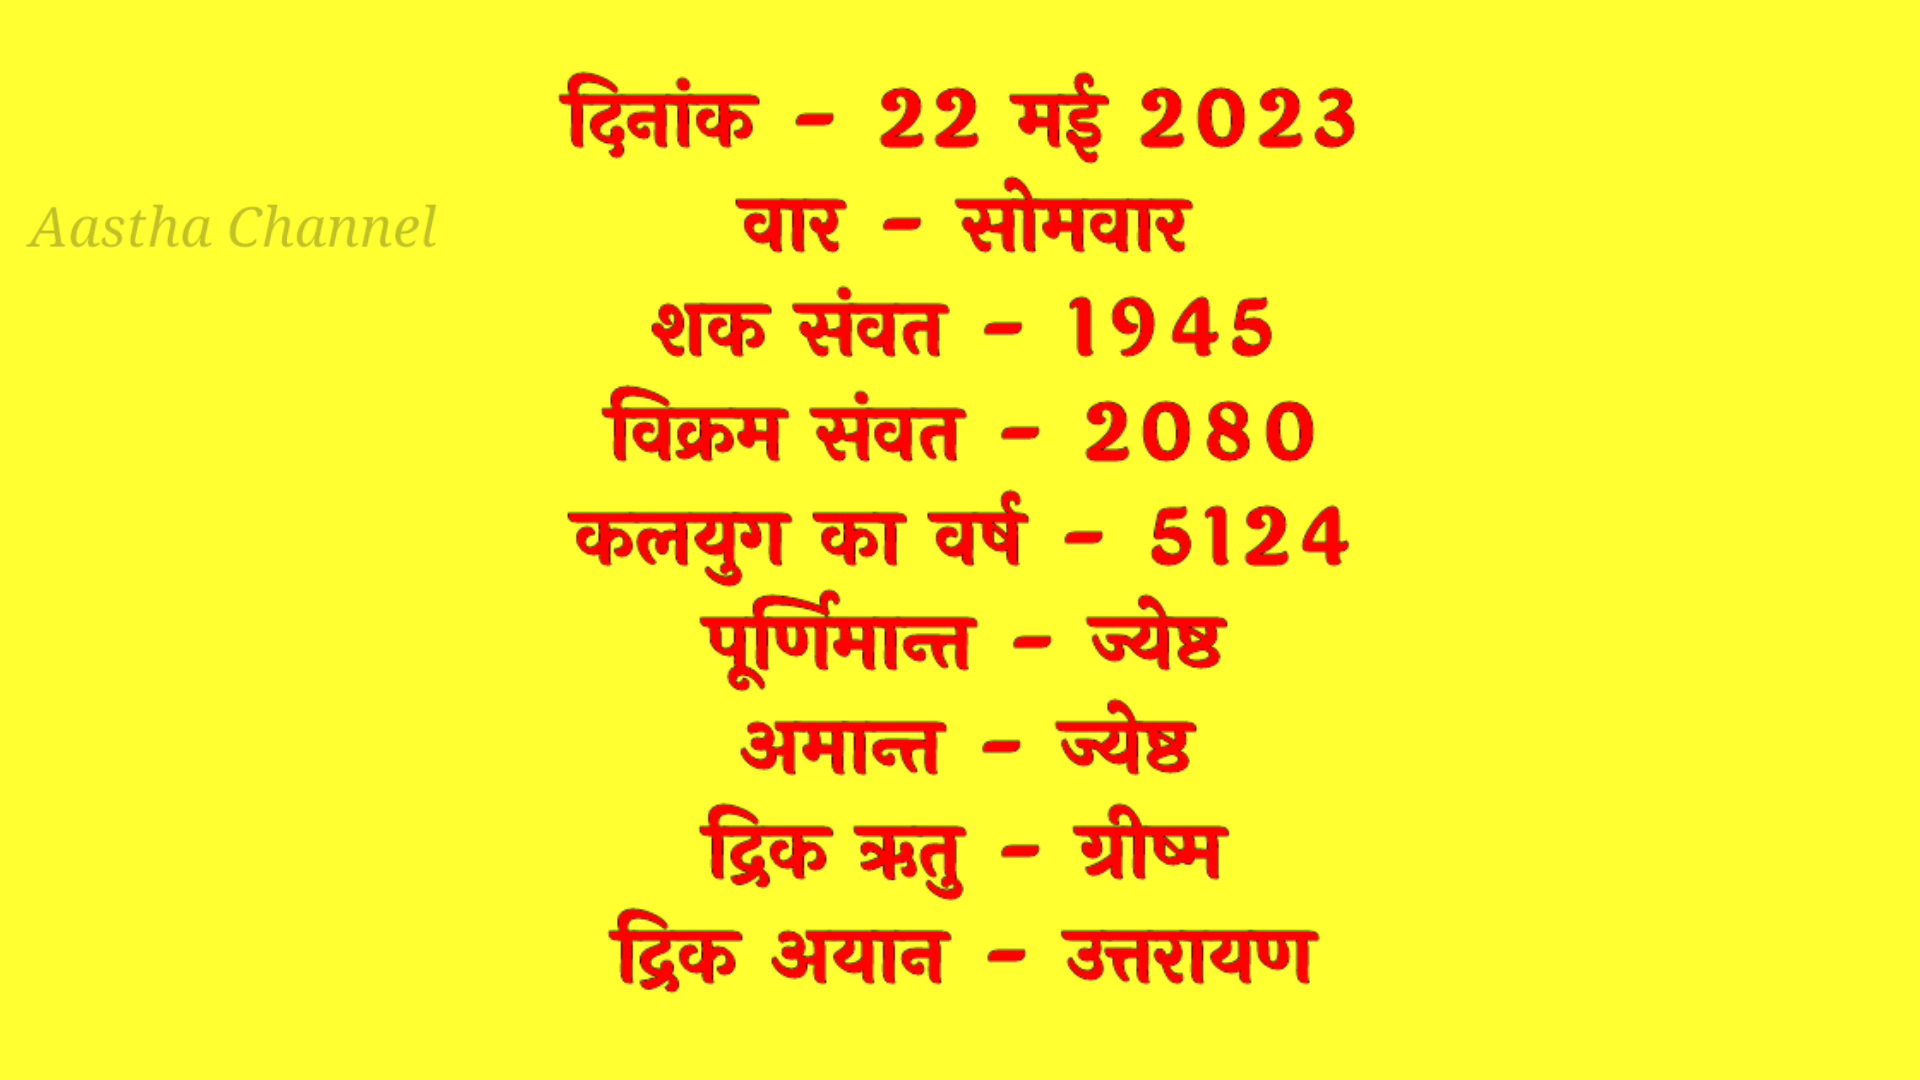 दिनांक - 22 मई 2023
Aastha Channel
वार - सोमवार
शक संवत - 1945
विक्रम संवत - 2080
कलयुग का वर्ष - 5124
पूर्णिमान्त - ज्येष्ठ
अमान्त - ज्येष्ठ
द्रिक ऋतु - ग्रीष्म
द्रिक अयान - उत्तरायण